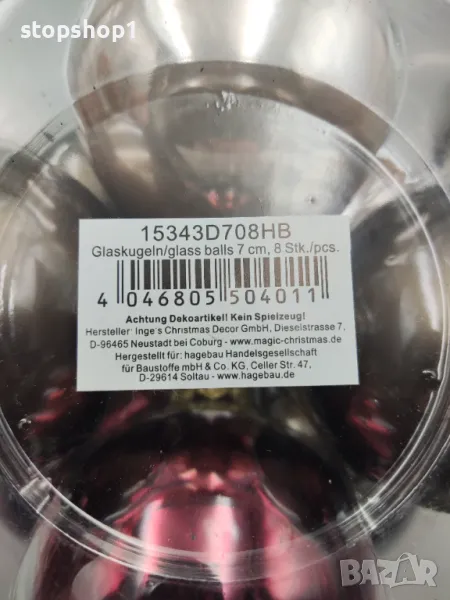 stopshop1
15343D708HB
Glaskugeln/glass balls 7 cm, 8 Stk./pcs.
4 046805 504011
Achtung Dekoartikel! Kein Spielzeug!
Hersteller: Inge's Christmas Decor GmbH, Dieselstrasse 7,
D-96465 Neustadt bei Coburg - www.magic-christmas.de
Hergestellt für: hagebau Handelsgesellschaft
für Baustoffe mbH & Co. KG, Celler Str. 47,
D-29614 Soltau - www.hagebau.de
BAZAR